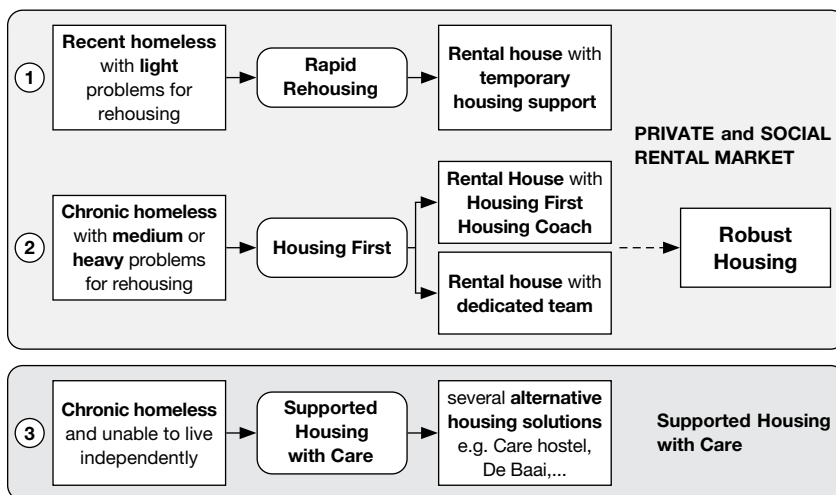 1
Recent homeless
with light
problems for
rehousing
Rapid
Rehousing
Rental house with
temporary
housing support
PRIVATE and SOCIAL
RENTAL MARKET
2
Chronic homeless
with medium or
heavy problems
for rehousing
Housing First
Rental House with
Housing First
Housing Coach
Rental house with
dedicated team
Robust
Housing
3
Chronic homeless
and unable to live
independently
Supported
Housing
with Care
several alternative
housing solutions
e.g. Care hostel,
De Baai,...
Supported Housing
with Care